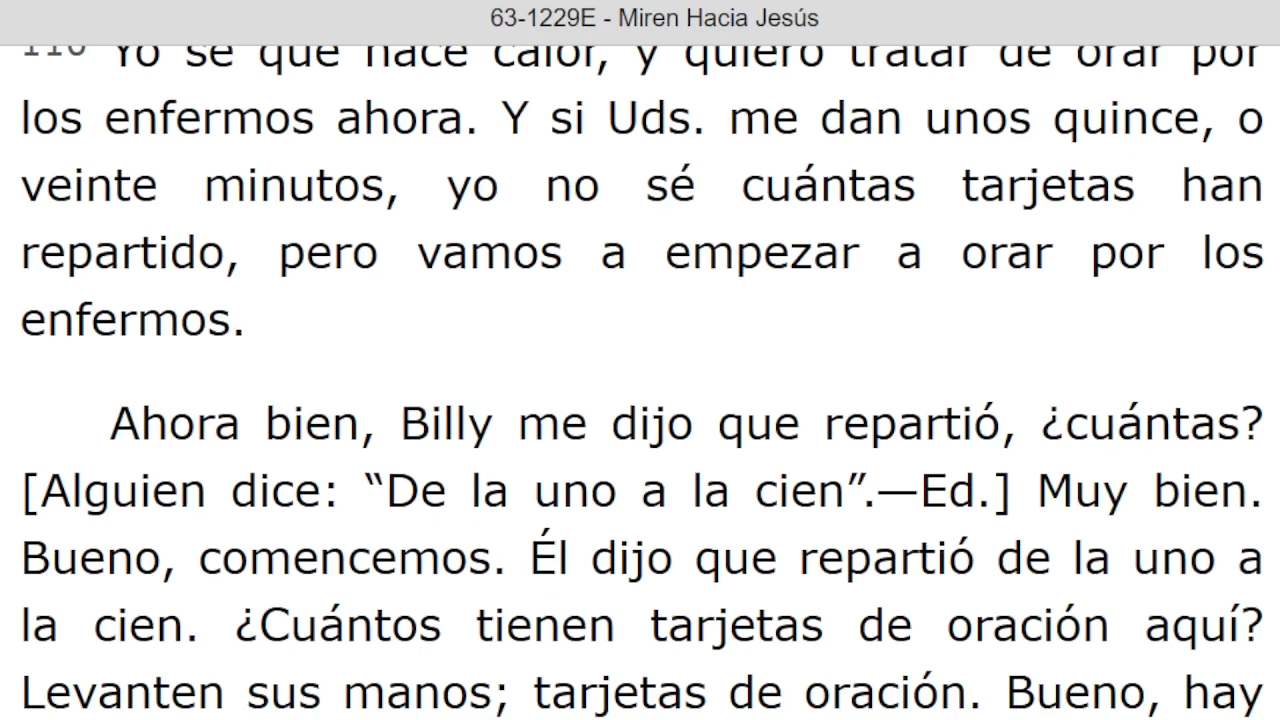 63-1229E - Miren Hacia Jesús
110 Yo sé que hace calor, y quiero tratar de orar por
los enfermos ahora. Y si Uds. me dan unos quince, o
veinte minutos, yo no sé cuántas tarjetas han
repartido, pero vamos a empezar a orar por los
enfermos.
Ahora bien, Billy me dijo que repartió, ¿cuántas?
[Alguien dice: “De la uno a la cien”.—Ed.] Muy bien.
Bueno, comencemos. Él dijo que repartió de la uno a
la cien. ¿Cuántos tienen tarjetas de oración aquí?
Levanten sus manos; tarjetas de oración. Bueno, hay